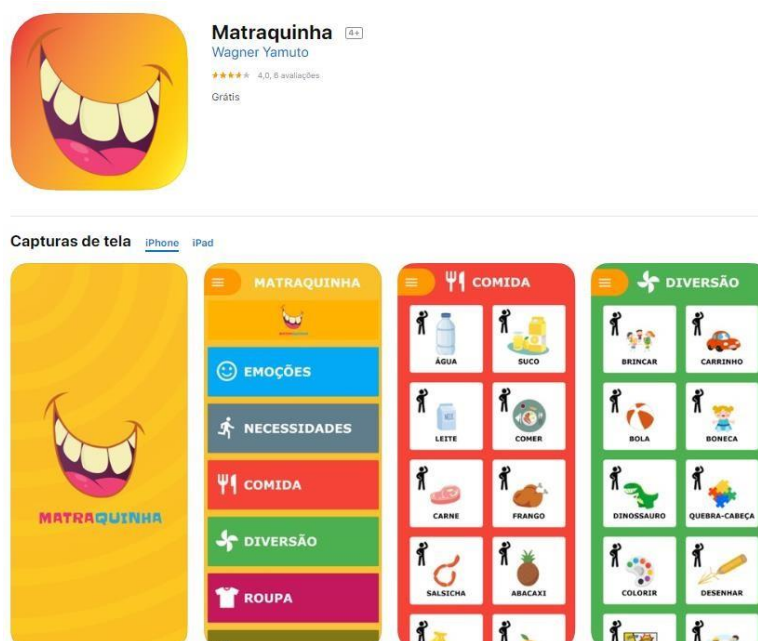 Matraquinha 4+
Wagner Yamuto
4,0, 6 avaliações
Grátis
Capturas de tela iPhone iPad
MATRAQUINHA
MATRAQUINHA
EMOÇÕES
NECESSIDADES
COMIDA
DIVERSÃO
ROUPA
COMIDA
ÁGUA SUCO
LEITE COMER
CARNE FRANGO
SALSICHA ABACAXI
DIVERSÃO
BRINCAR CARRINHO
BOLA BONECA
DINOSSAURO QUEBRA-CABEÇA
COLORIR DESENHAR